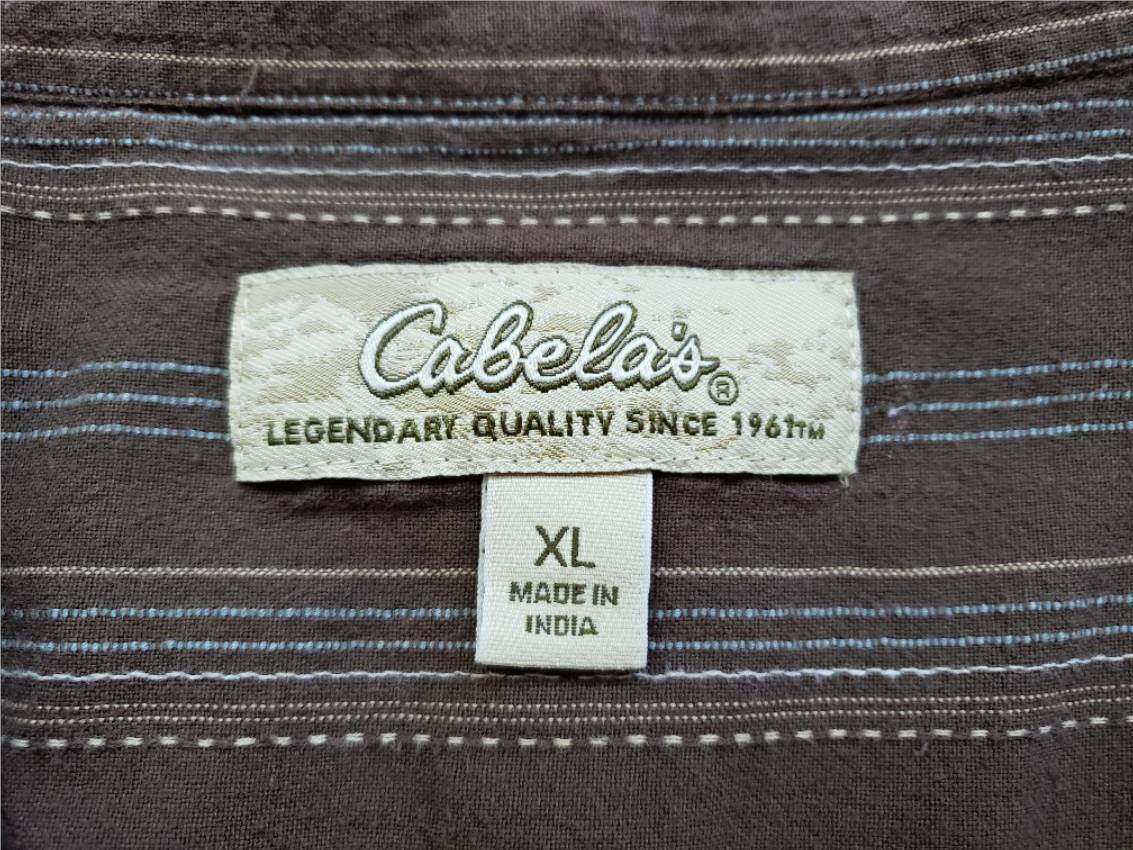 Cabela's®
LEGENDARY QUALITY SINCE 1961™
XL
MADE IN
INDIA